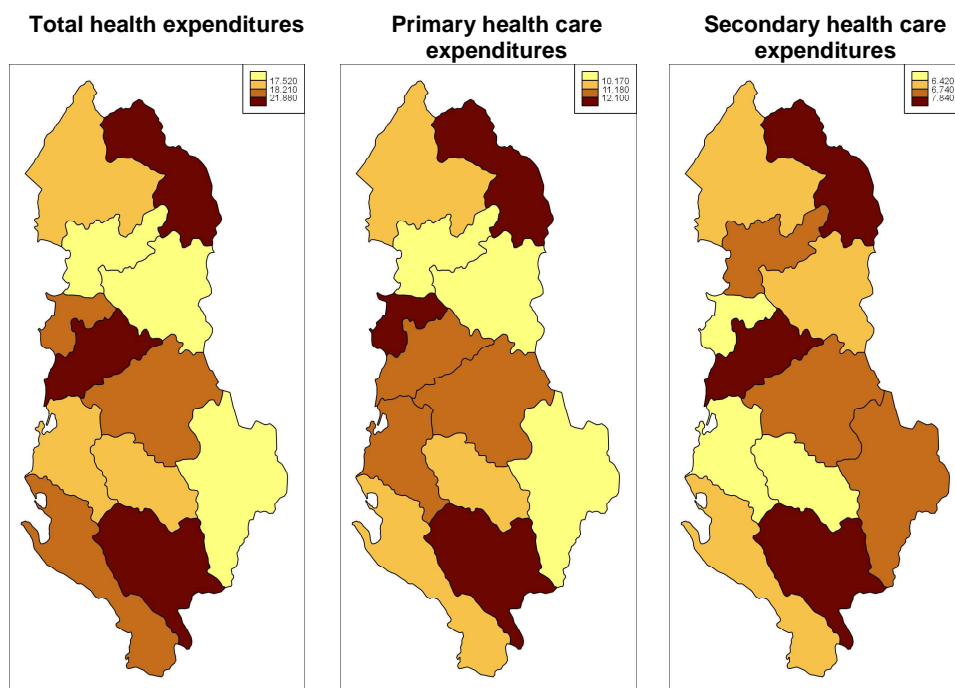 Total health expenditures
Primary health care
expenditures
Secondary health care
expenditures
17.520
18.210
21.880
10.170
11.180
12.100
6.420
6.740
7.840